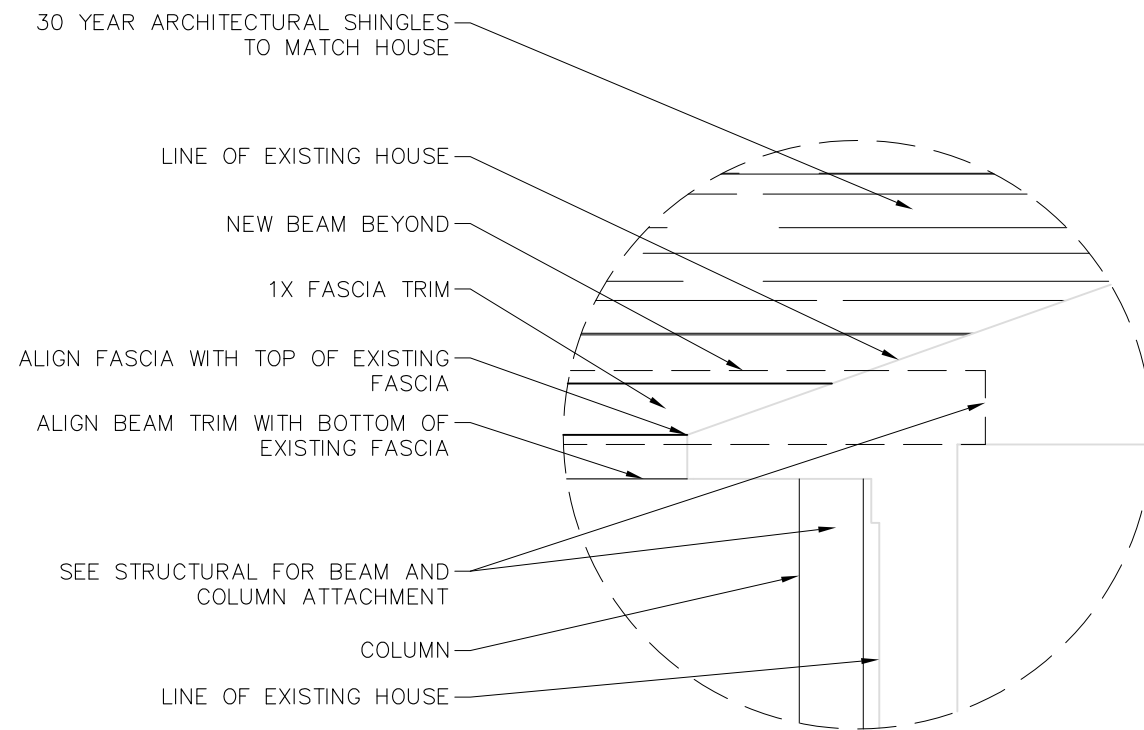 30 YEAR ARCHITECTURAL SHINGLES
TO MATCH HOUSE
LINE OF EXISTING HOUSE
NEW BEAM BEYOND
1X FASCIA TRIM
ALIGN FASCIA WITH TOP OF EXISTING
FASCIA
ALIGN BEAM TRIM WITH BOTTOM OF
EXISTING FASCIA
SEE STRUCTURAL FOR BEAM AND
COLUMN ATTACHMENT
COLUMN
LINE OF EXISTING HOUSE